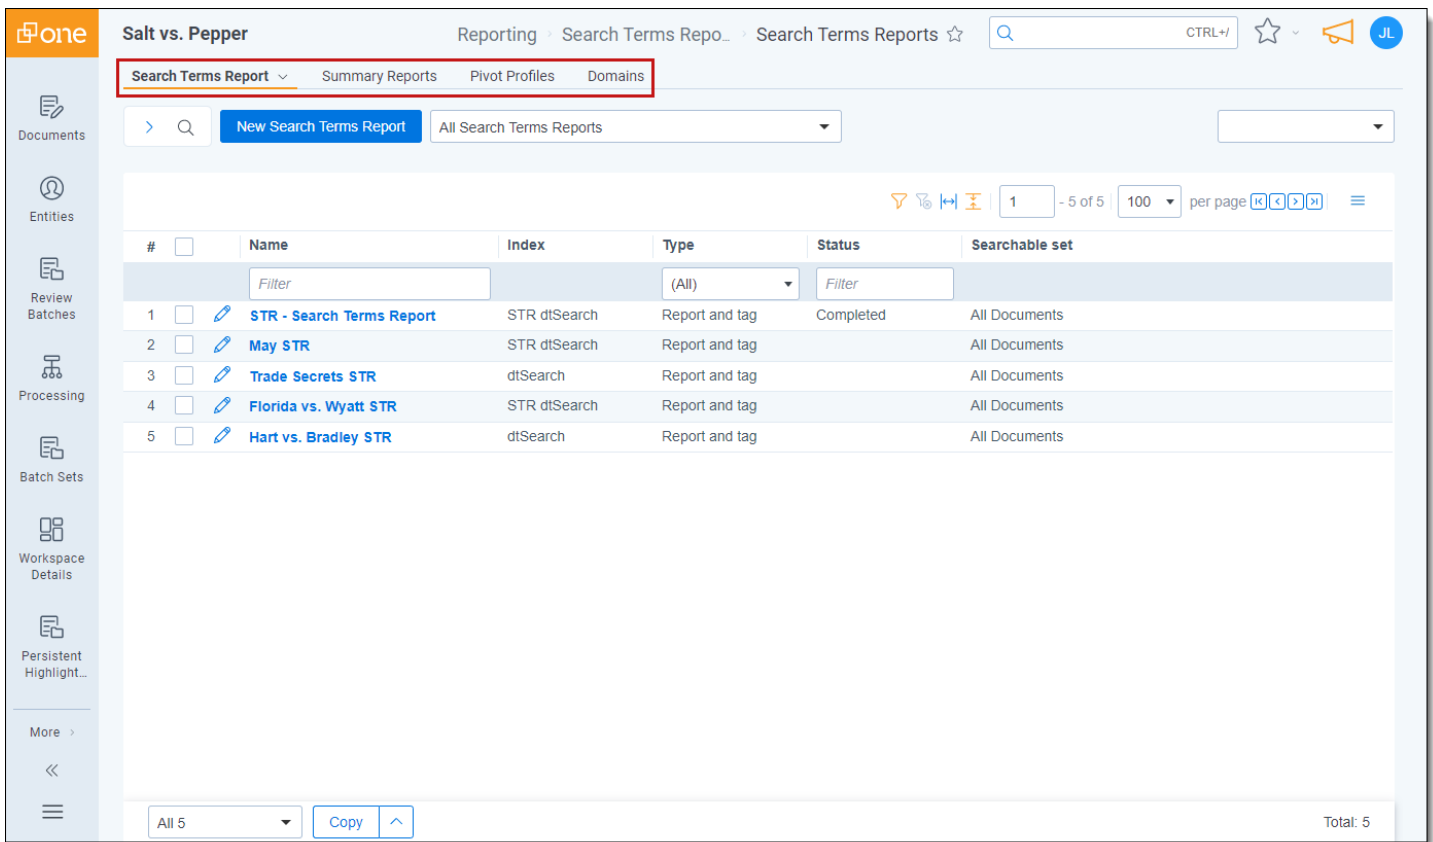 one
Salt vs. Pepper
Reporting > Search Terms Repo... > Search Terms Reports
CTRL+/
JL
Search Terms Report Summary Reports Pivot Profiles Domains
New Search Terms Report
All Search Terms Reports
Documents
Entities
Review
Batches
Processing
Batch Sets
Workspace
Details
Persistent
Highlight...
More >
1 - 5 of 5 100 per page
# Name Index Type Status Searchable set
Filter (All) Filter
1 STR - Search Terms Report STR dtSearch Report and tag Completed All Documents
2 May STR STR dtSearch Report and tag All Documents
3 Trade Secrets STR dtSearch Report and tag All Documents
4 Florida vs. Wyatt STR STR dtSearch Report and tag All Documents
5 Hart vs. Bradley STR dtSearch Report and tag All Documents
All 5 Copy Total: 5